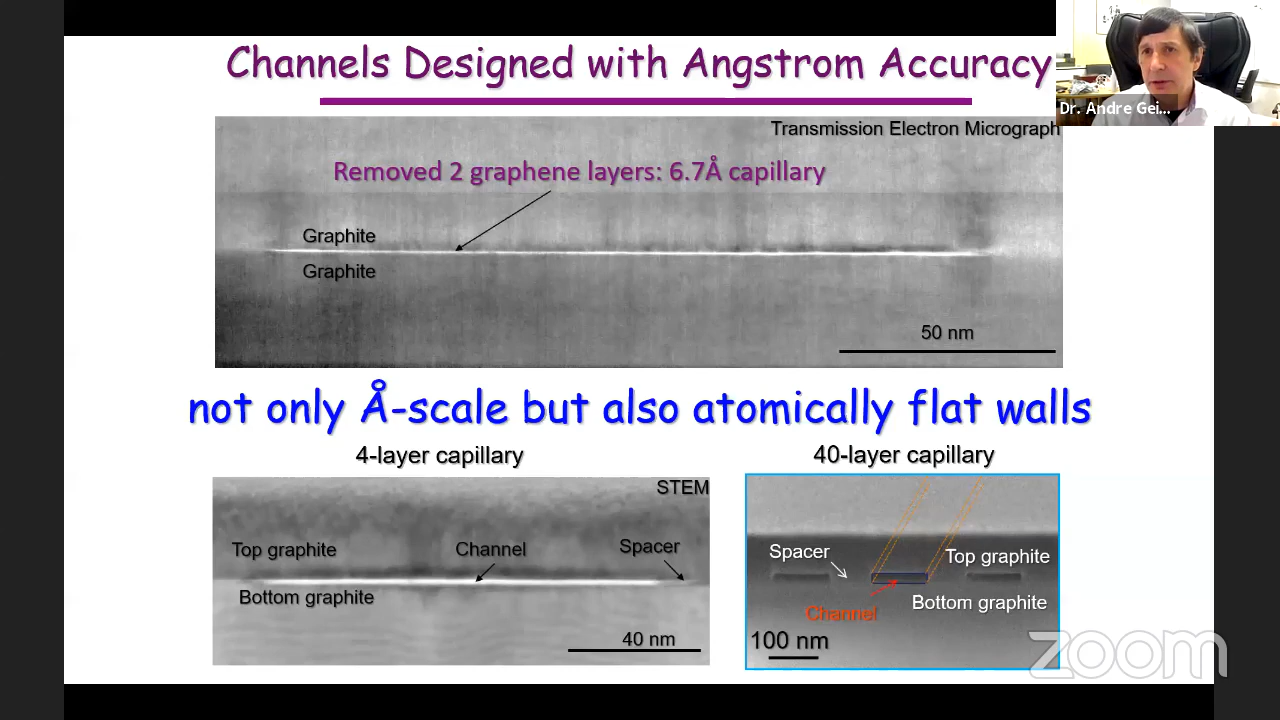 Channels Designed with Angstrom Accuracy
Dr. Andre Gei...
Transmission Electron Micrograph
Removed 2 graphene layers: 6.7Å capillary
Graphite
Graphite
50 nm
not only Å-scale but also atomically flat walls
4-layer capillary
STEM
Top graphite
Channel
Spacer
Bottom graphite
40 nm
40-layer capillary
Spacer
Top graphite
Channel
Bottom graphite
100 nm
zoom